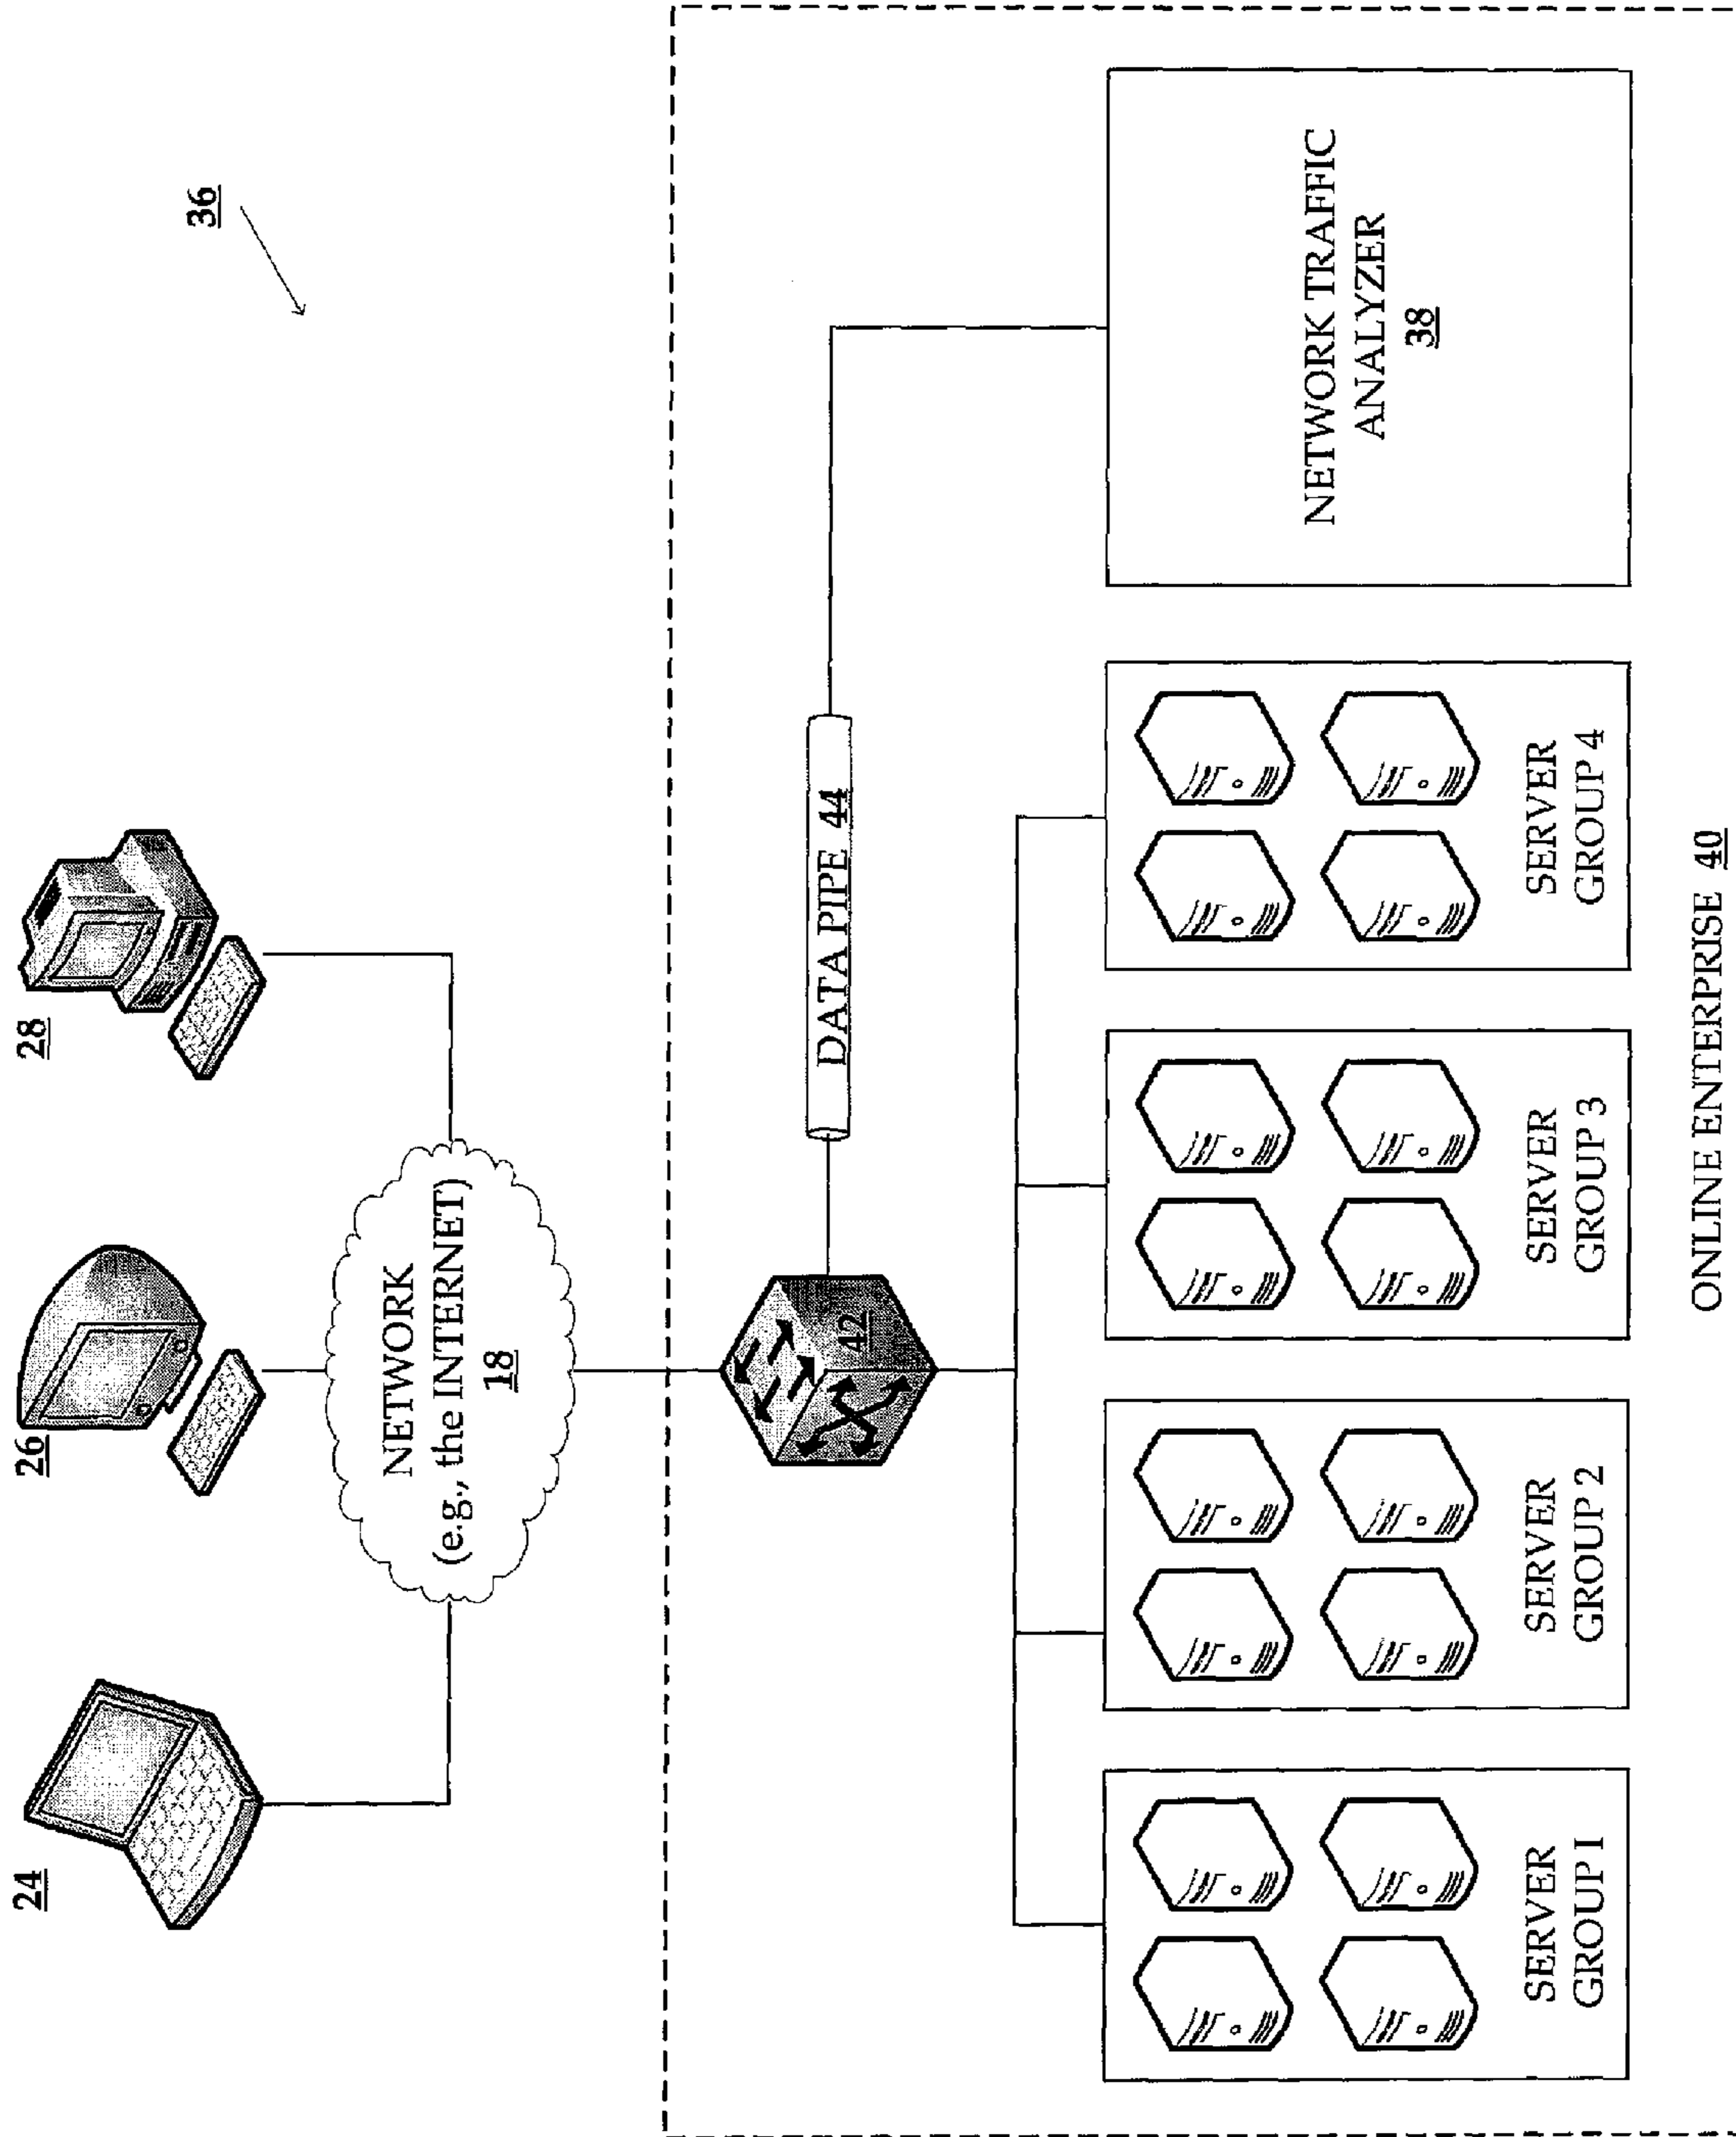 24
26
28
36
NETWORK
(e.g., the INTERNET)
18
42
DATA PIPE 44
SERVER
GROUP 1
SERVER
GROUP 2
SERVER
GROUP 3
SERVER
GROUP 4
NETWORK TRAFFIC
ANALYZER
38
ONLINE ENTERPRISE 40